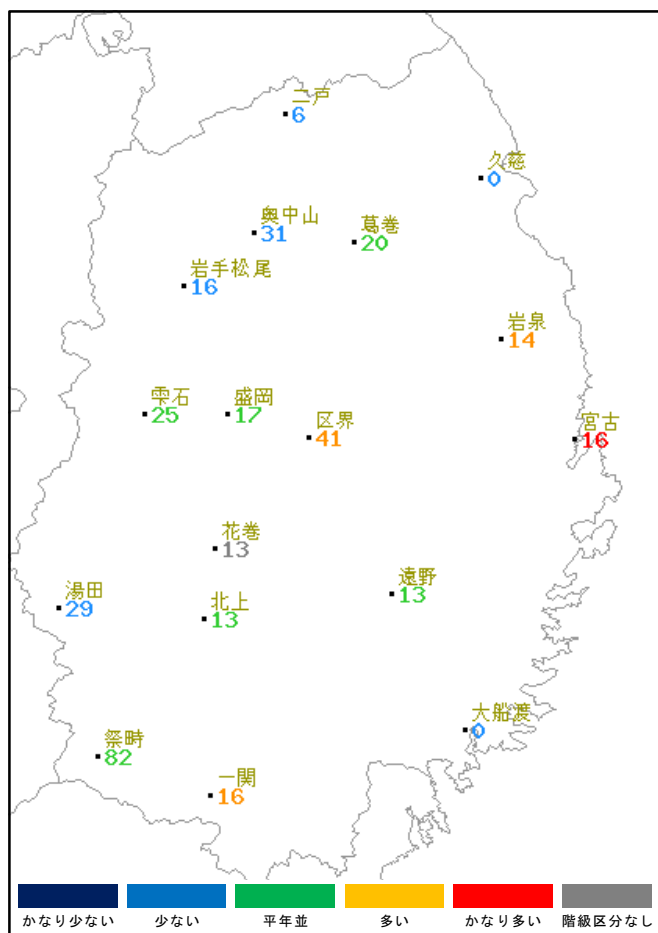 二戸
6
久慈
0
奥中山
31
葛巻
20
岩手松尾
16
岩泉
14
雫石
25
盛岡
17
区界
41
宮古
16
花巻
13
湯田
29
北上
13
遠野
13
大船渡
0
祭畤
82
一関
16
かなり少ない
少ない
平年並
多い
かなり多い
階級区分なし